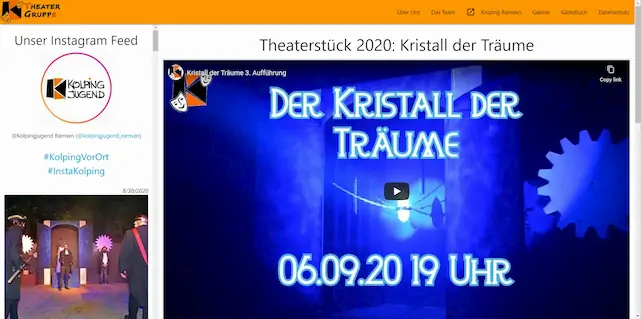 THEATER
GRUPPE
Über Uns
Das Team
Kolping Ramsen
Galerie
Gästebuch
Datenschutz
Unser Instagram Feed
KOLPING
JUGEND
@Kolpingjugend Ramsen (@kolpingjugend_ramsen)
#KolpingVorOrt
#InstaKolping
8/30/2020
Theaterstück 2020: Kristall der Träume
Kristall der Träume 3. Aufführung
Copy link
DER KRISTALL DER
TRÄUME
06.09.20 19 UHR